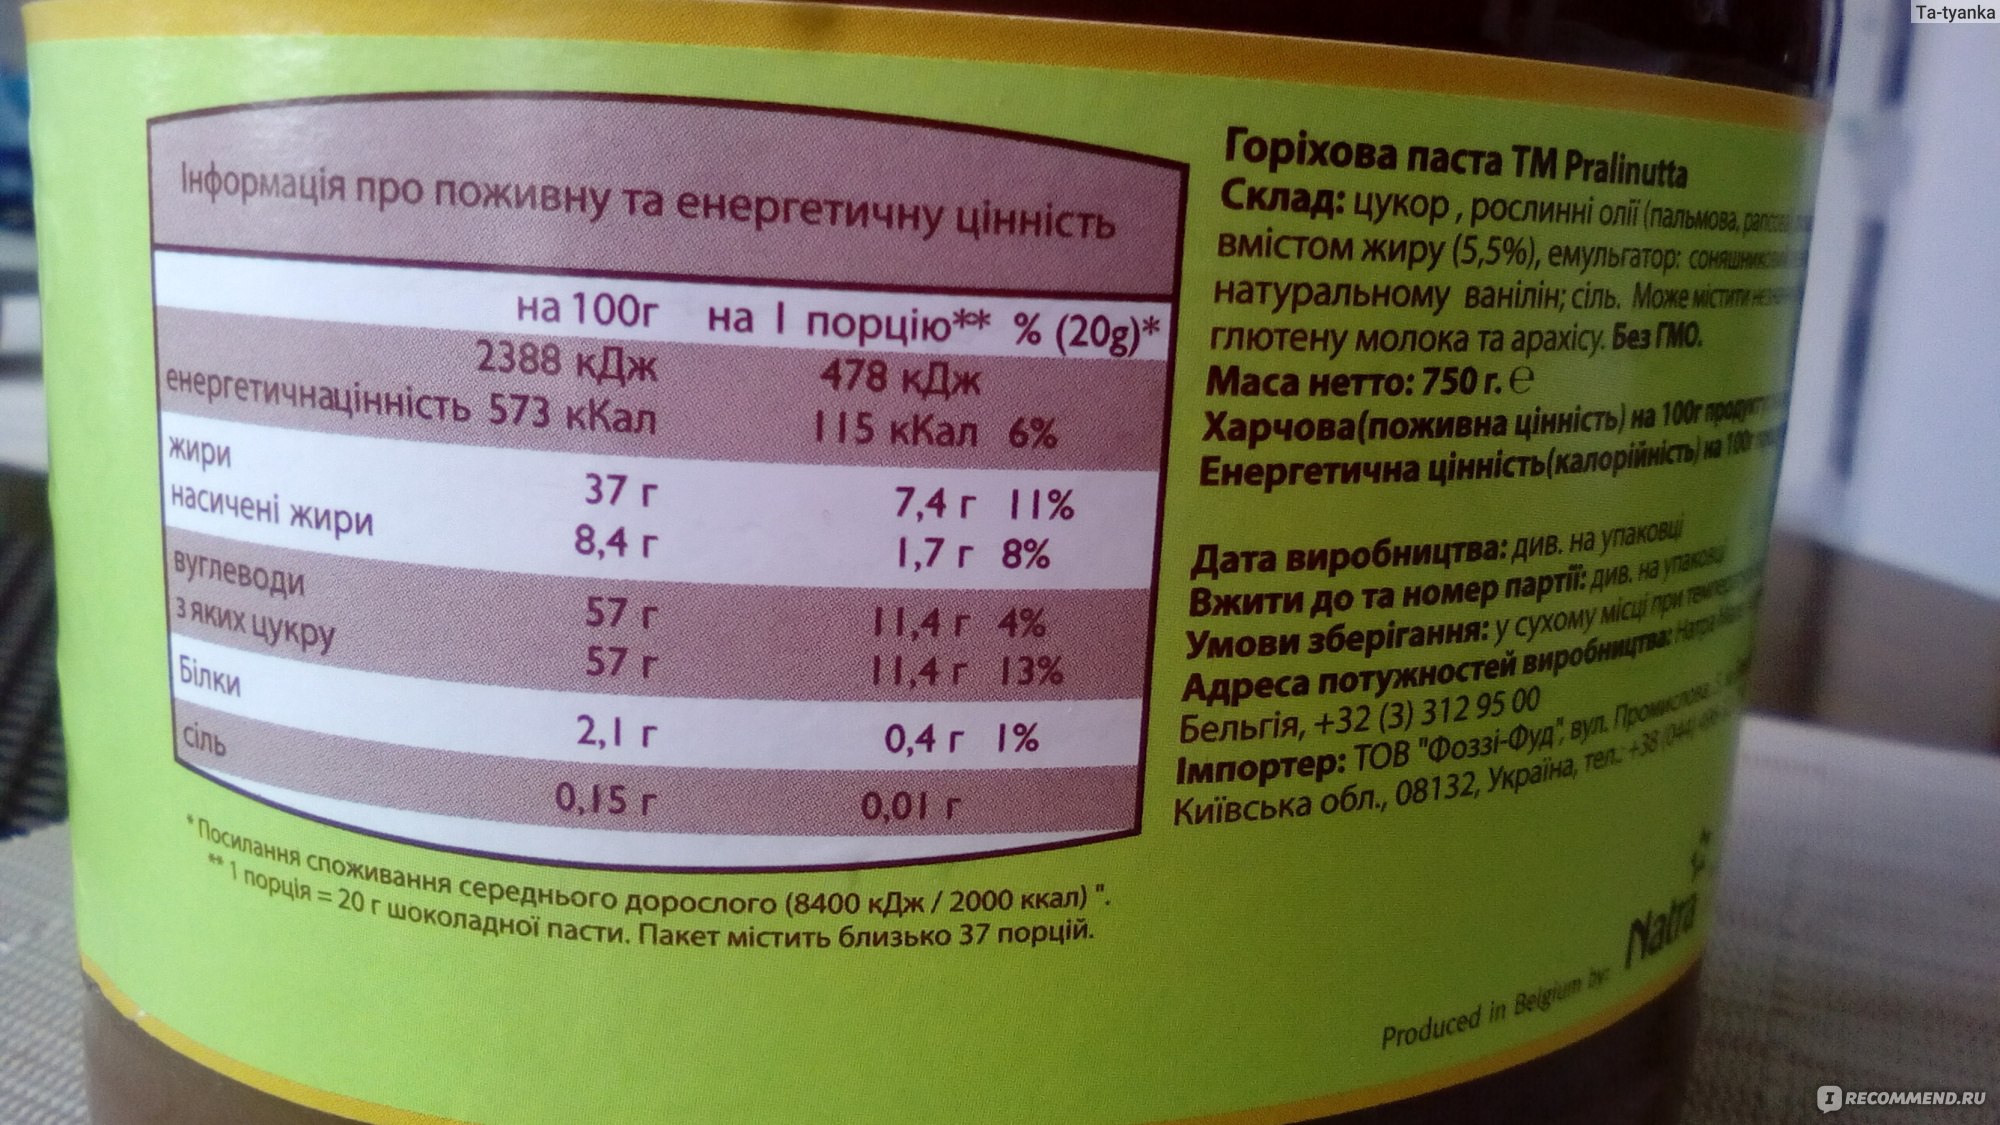 Ta-tyanka
Інформація про поживну та енергетичну цінність
на 100г на 1 порцію** % (20g)*
2388 кДж 478 кДж
енергетичнацінність 573 кКал 115 кКал 6%
жири 37 г 7,4 г 11%
насичені жири 8,4 г 1,7 г 8%
вуглеводи 57 г 11,4 г 4%
з яких цукру 57 г 11,4 г 13%
Білки 2,1 г 0,4 г 1%
сіль 0,15 г 0,01 г
* Посилання споживання середнього дорослого (8400 кДж / 2000 ккал) ".
** 1 порція = 20 г шоколадної пасти. Пакет містить близько 37 порцій.
Горіхова паста ТМ Pralinutta
Склад: цукор , рослинні олії (пальмова,
вмістом жиру (5,5%), емульгатор:
натуральному ванілін; сіль. Може містити
глютену молока та арахісу. Без ГМО.
Маса нетто: 750 г. ℮
Харчова(поживна цінність) на 100г
Енергетична цінність(калорійність) на 100г
Дата виробництва: див. на упаковці
Вжити до та номер партії: див. на упаковці
Умови зберігання: у сухому місці при
Адреса потужностей виробництва:
Бельгія, +32 (3) 312 95 00
Імпортер: ТОВ "Фоззі-Фуд", вул.
Київська обл., 08132, Україна, тел.: +38 (044)
Produced in Belgium by:
Natra
I RECOMMEND.RU